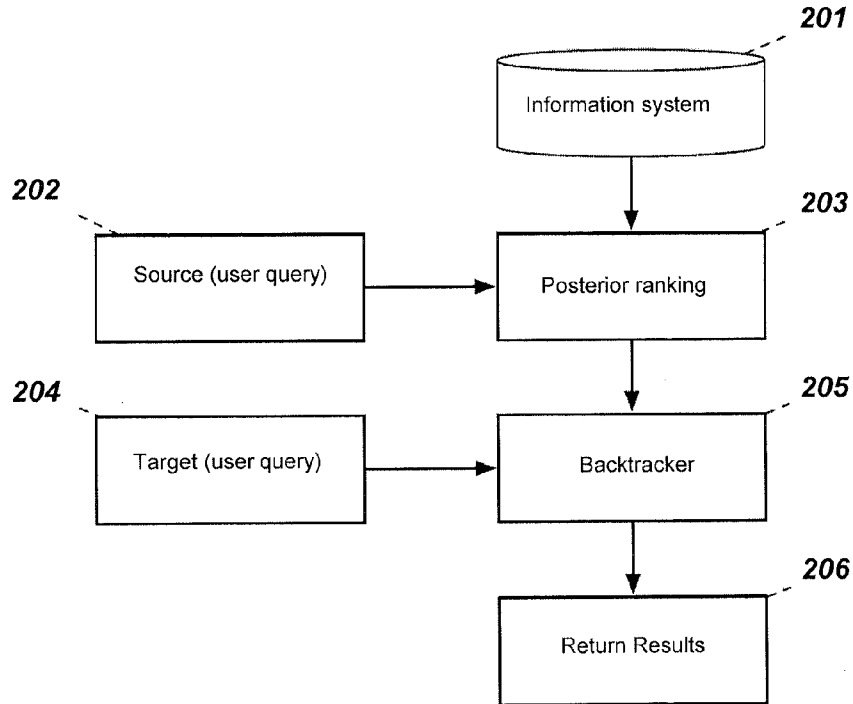 201
Information system
202
203
Source (user query)
Posterior ranking
204
205
Target (user query)
Backtracker
206
Return Results